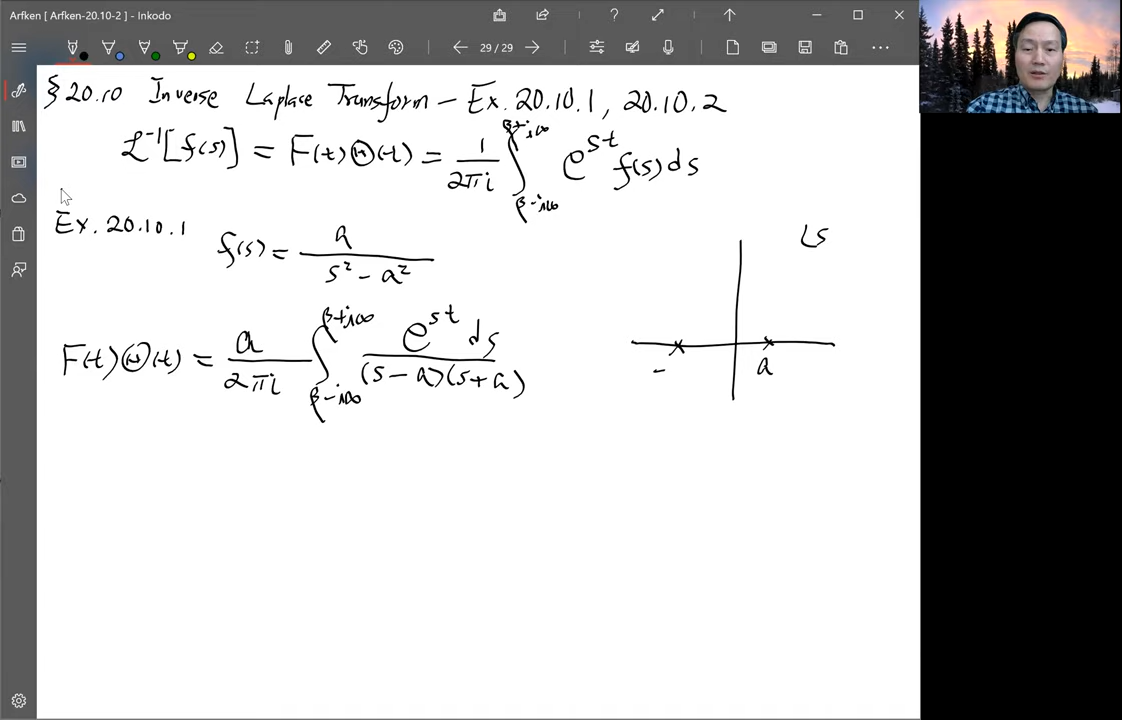 Arfken [ Arfken-20.10-2 ] - Inkodo
29 / 29
§ 20.10 Inverse Laplace Transform - Ex. 20.10.1, 20.10.2
ℒ⁻¹[f(s)] = F(t)Θ(t) = 1/(2πi) ∫_{β-i∞}^{β+i∞} e^{st} f(s) ds
Ex. 20.10.1
f(s) = a/(s² - a²)
F(t)Θ(t) = a/(2πi) ∫_{β-i∞}^{β+i∞} e^{st} ds/((s - a)(s + a))
s
- a